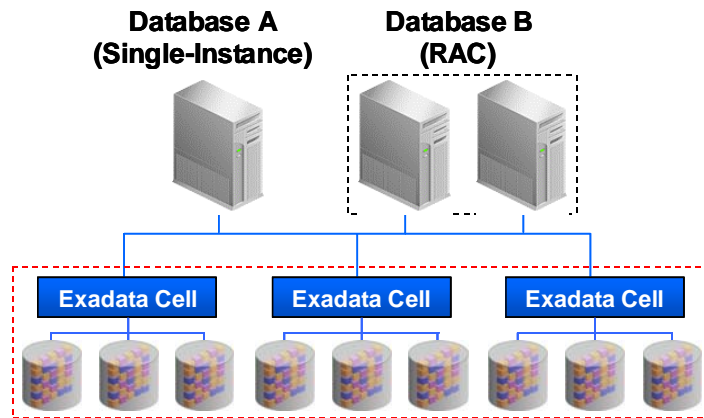 Database A
(Single-Instance)
Database B
(RAC)
Exadata Cell
Exadata Cell
Exadata Cell